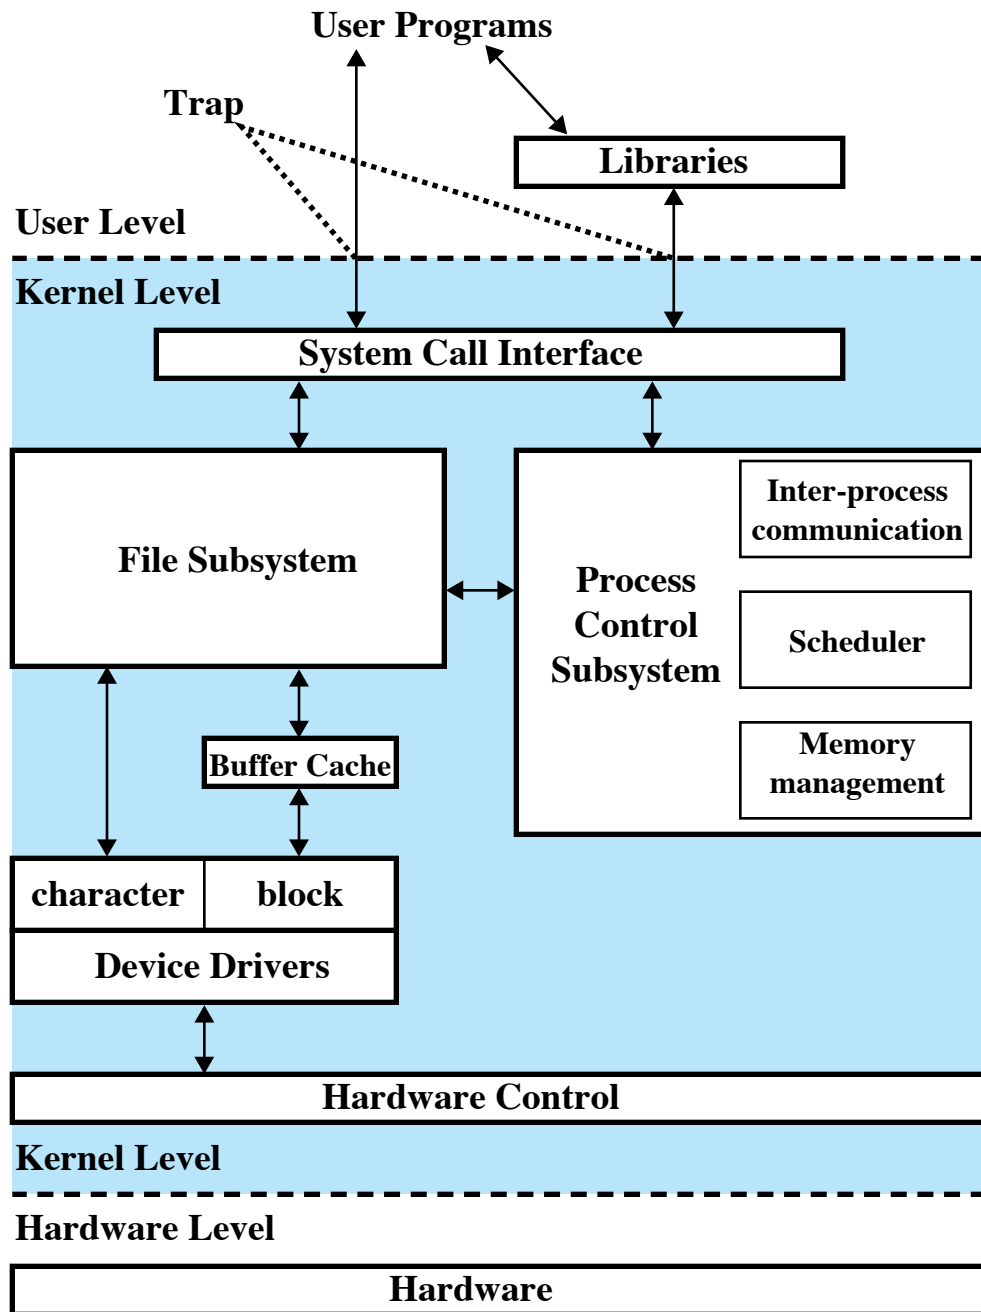 User Programs
Trap
Libraries
User Level
Kernel Level
System Call Interface
File Subsystem
Process
Control
Subsystem
Inter-process
communication
Scheduler
Memory
management
Buffer Cache
character
block
Device Drivers
Hardware Control
Kernel Level
Hardware Level
Hardware